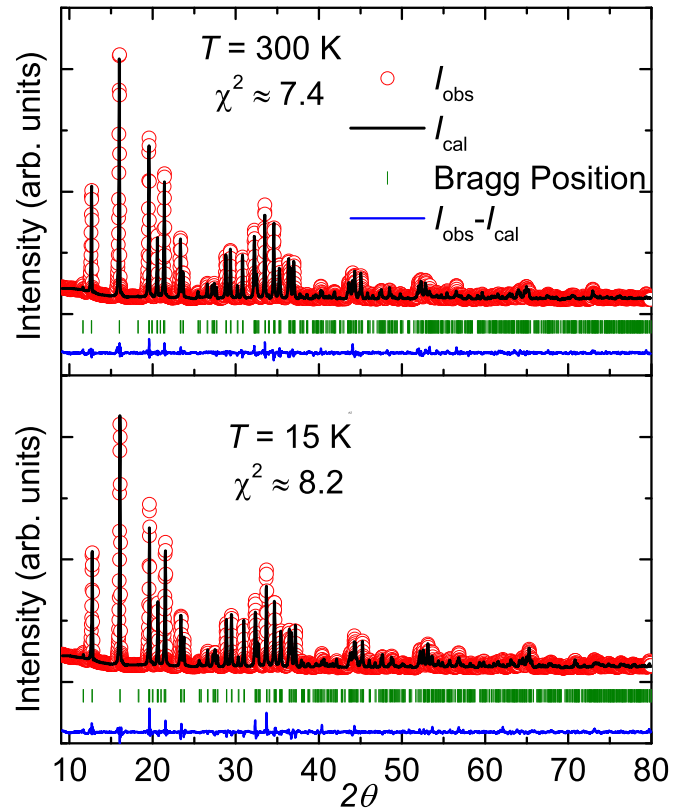 T = 300 K
χ² ≈ 7.4
I_obs
I_cal
Bragg Position
I_obs-I_cal
Intensity (arb. units)
T = 15 K
χ² ≈ 8.2
Intensity (arb. units)
10 20 30 40 50 60 70 80
2θ